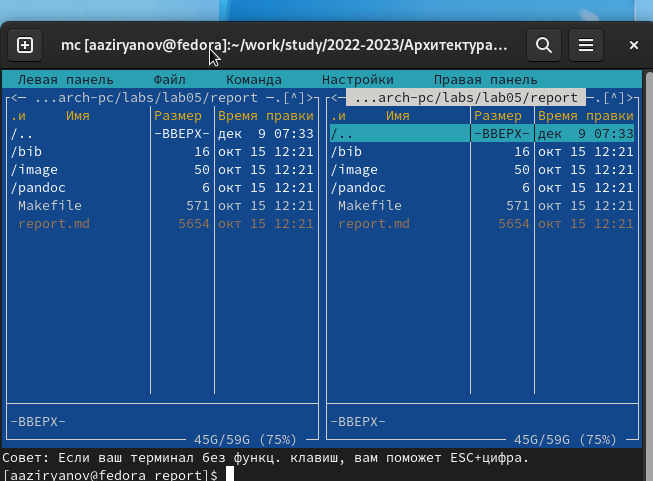 mc [aaziryanov@fedora]:~/work/study/2022-2023/Архитектура…
Левая панель Файл Команда Настройки Правая панель
<─ ...arch-pc/labs/lab05/report ─.[^]> <─ ...arch-pc/labs/lab05/report ─.[^]>
.и Имя Размер Время правки .и Имя Размер Время правки
/.. -ВВЕРХ- дек 9 07:33 /.. -ВВЕРХ- дек 9 07:33
/bib 16 окт 15 12:21 /bib 16 окт 15 12:21
/image 50 окт 15 12:21 /image 50 окт 15 12:21
/pandoc 6 окт 15 12:21 /pandoc 6 окт 15 12:21
Makefile 571 окт 15 12:21 Makefile 571 окт 15 12:21
report.md 5654 окт 15 12:21 report.md 5654 окт 15 12:21
-ВВЕРХ- -ВВЕРХ-
45G/59G (75%) 45G/59G (75%)
Совет: Если ваш терминал без функц. клавиш, вам поможет ESC+цифра.
[aaziryanov@fedora report]$